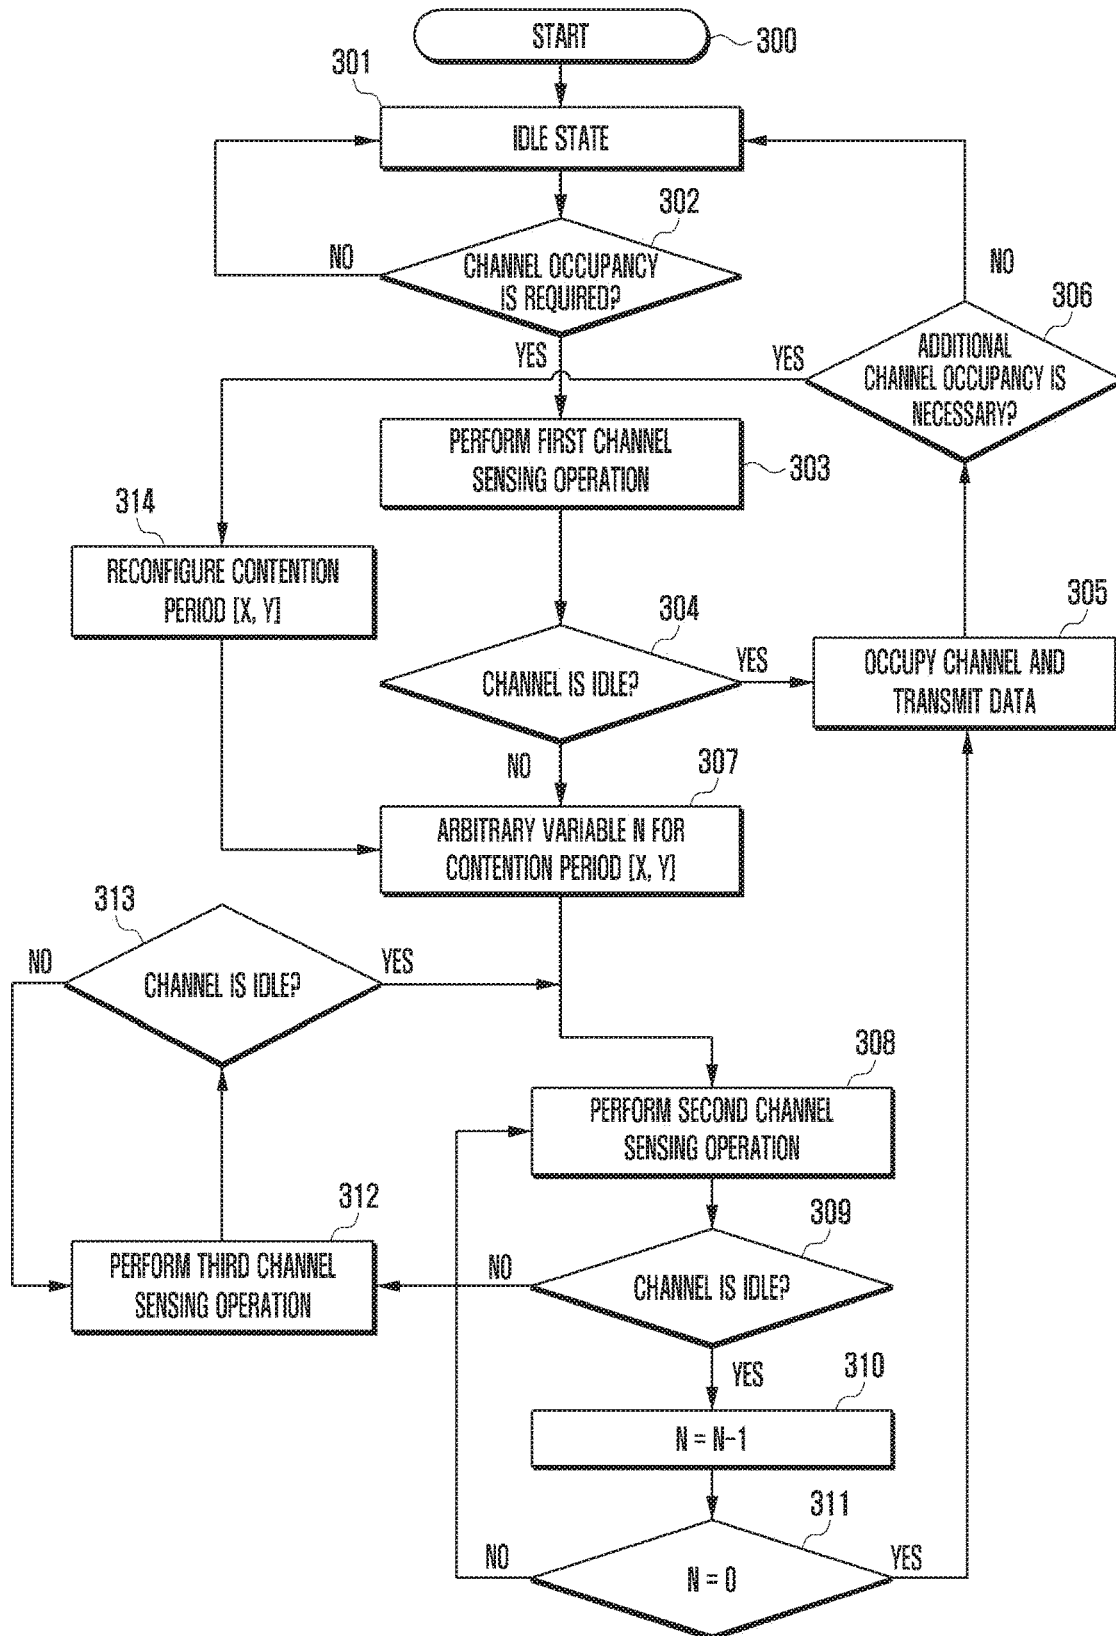 START
300
301
IDLE STATE
302
NO
CHANNEL OCCUPANCY
IS REQUIRED?
NO
306
YES
YES
ADDITIONAL
CHANNEL OCCUPANCY IS
NECESSARY?
PERFORM FIRST CHANNEL
SENSING OPERATION
303
314
RECONFIGURE CONTENTION
PERIOD [X, Y]
304
305
CHANNEL IS IDLE?
YES
OCCUPY CHANNEL AND
TRANSMIT DATA
NO
307
ARBITRARY VARIABLE N FOR
CONTENTION PERIOD [X, Y]
313
NO
CHANNEL IS IDLE?
YES
308
PERFORM SECOND CHANNEL
SENSING OPERATION
312
309
PERFORM THIRD CHANNEL
SENSING OPERATION
NO
CHANNEL IS IDLE?
YES
310
N = N-1
311
NO
N = 0
YES